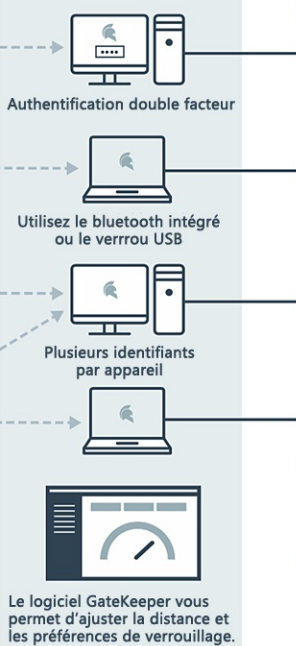 Authentification double facteur
Utilisez le bluetooth intégré
ou le verrrou USB
Plusieurs identifiants
par appareil
Le logiciel GateKeeper vous
permet d'ajuster la distance et
les préférences de verrouillage.